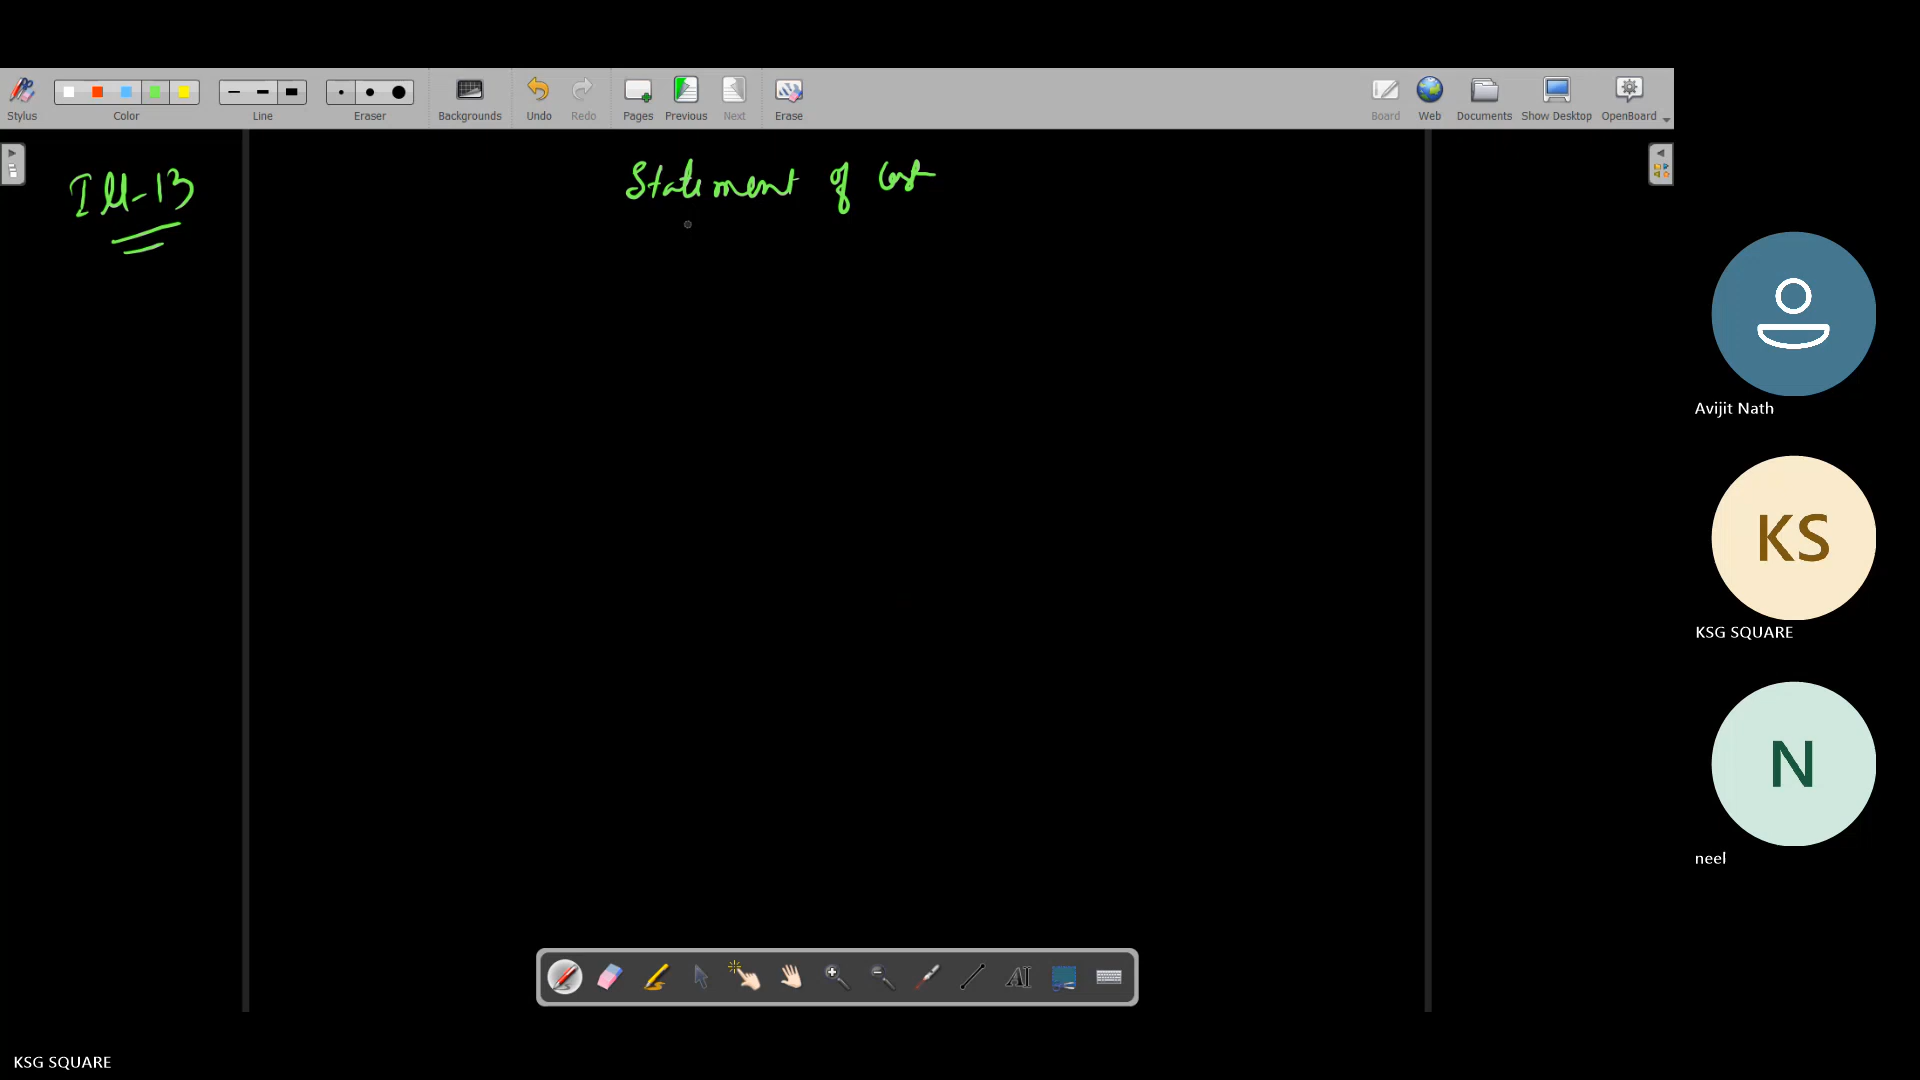 Stylus Color Line Eraser Backgrounds Undo Redo Pages Previous Next Erase Board Web Documents Show Desktop OpenBoard
Ill-13
Statement of Cost
Avijit Nath
KS
KSG SQUARE
N
neel
AI
KSG SQUARE